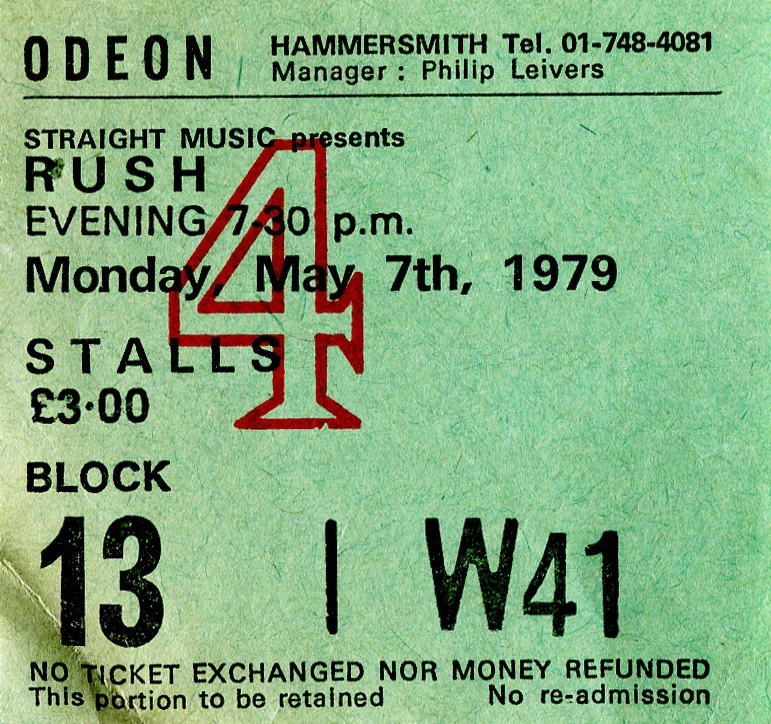 ODEON HAMMERSMITH Tel. 01-748-4081
Manager : Philip Leivers
STRAIGHT MUSIC presents
RUSH
EVENING 7-30 p.m.
Monday, May 7th, 1979
4
STALLS
£3·00
BLOCK
13 | W41
NO TICKET EXCHANGED NOR MONEY REFUNDED
This portion to be retained No re-admission